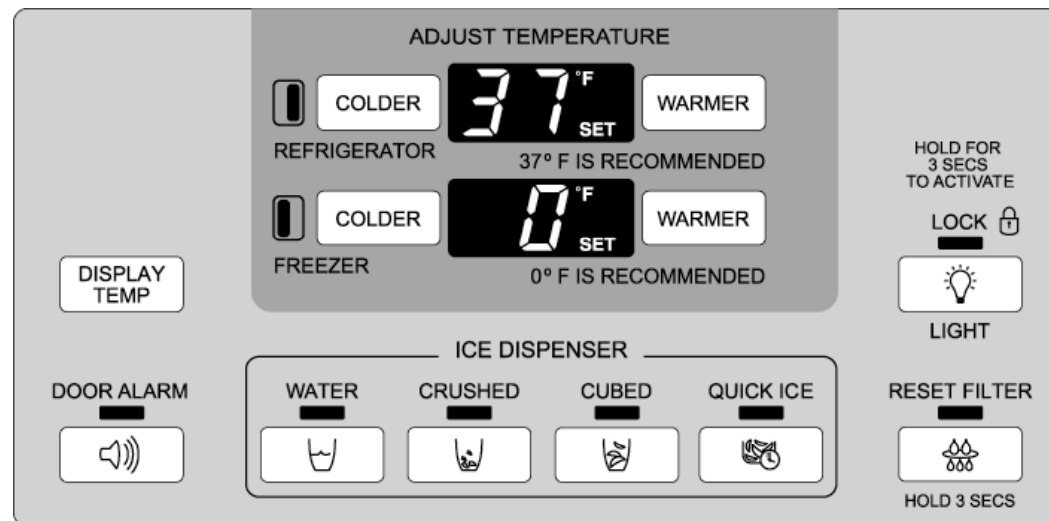 ADJUST TEMPERATURE
COLDER
37 °F
SET
WARMER
REFRIGERATOR
37° F IS RECOMMENDED
COLDER
0 °F
SET
WARMER
FREEZER
0° F IS RECOMMENDED
HOLD FOR
3 SECS
TO ACTIVATE
LOCK
LIGHT
DISPLAY
TEMP
ICE DISPENSER
DOOR ALARM
WATER
CRUSHED
CUBED
QUICK ICE
RESET FILTER
HOLD 3 SECS